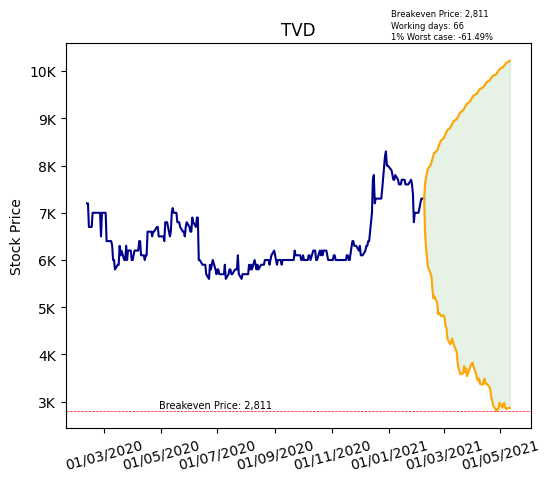 Breakeven Price: 2,811
Working days: 66
1% Worst case: -61.49%
TVD
Stock Price
10K
9K
8K
7K
6K
5K
4K
3K
Breakeven Price: 2,811
01/03/2020
01/05/2020
01/07/2020
01/09/2020
01/11/2020
01/01/2021
01/03/2021
01/05/2021